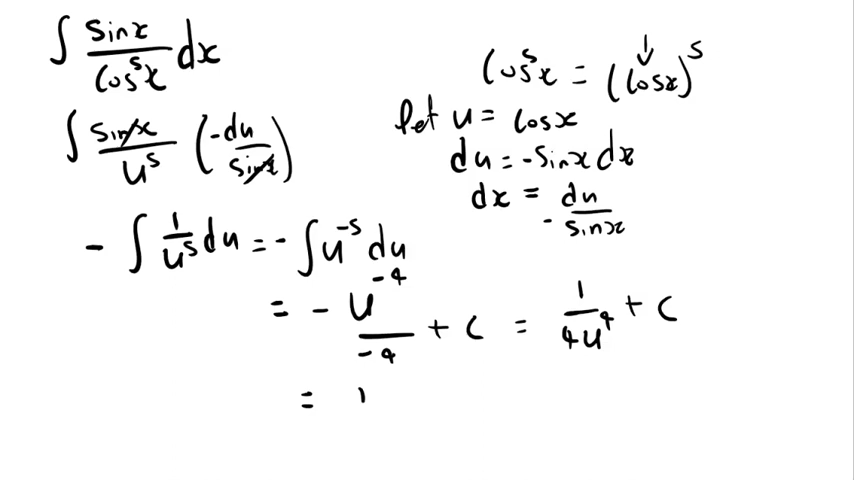 ∫ sinx/cos⁵x dx
cos⁵x = (cosx)⁵
let u = cosx
∫ sinx/u⁵ (-du/sinx)
du = -sinx dx
dx = -du/sinx
- ∫ 1/u⁵ du = - ∫ u⁻⁵ du
= - u⁻⁴/-4 + c = 1/4u⁴ + c
= 1